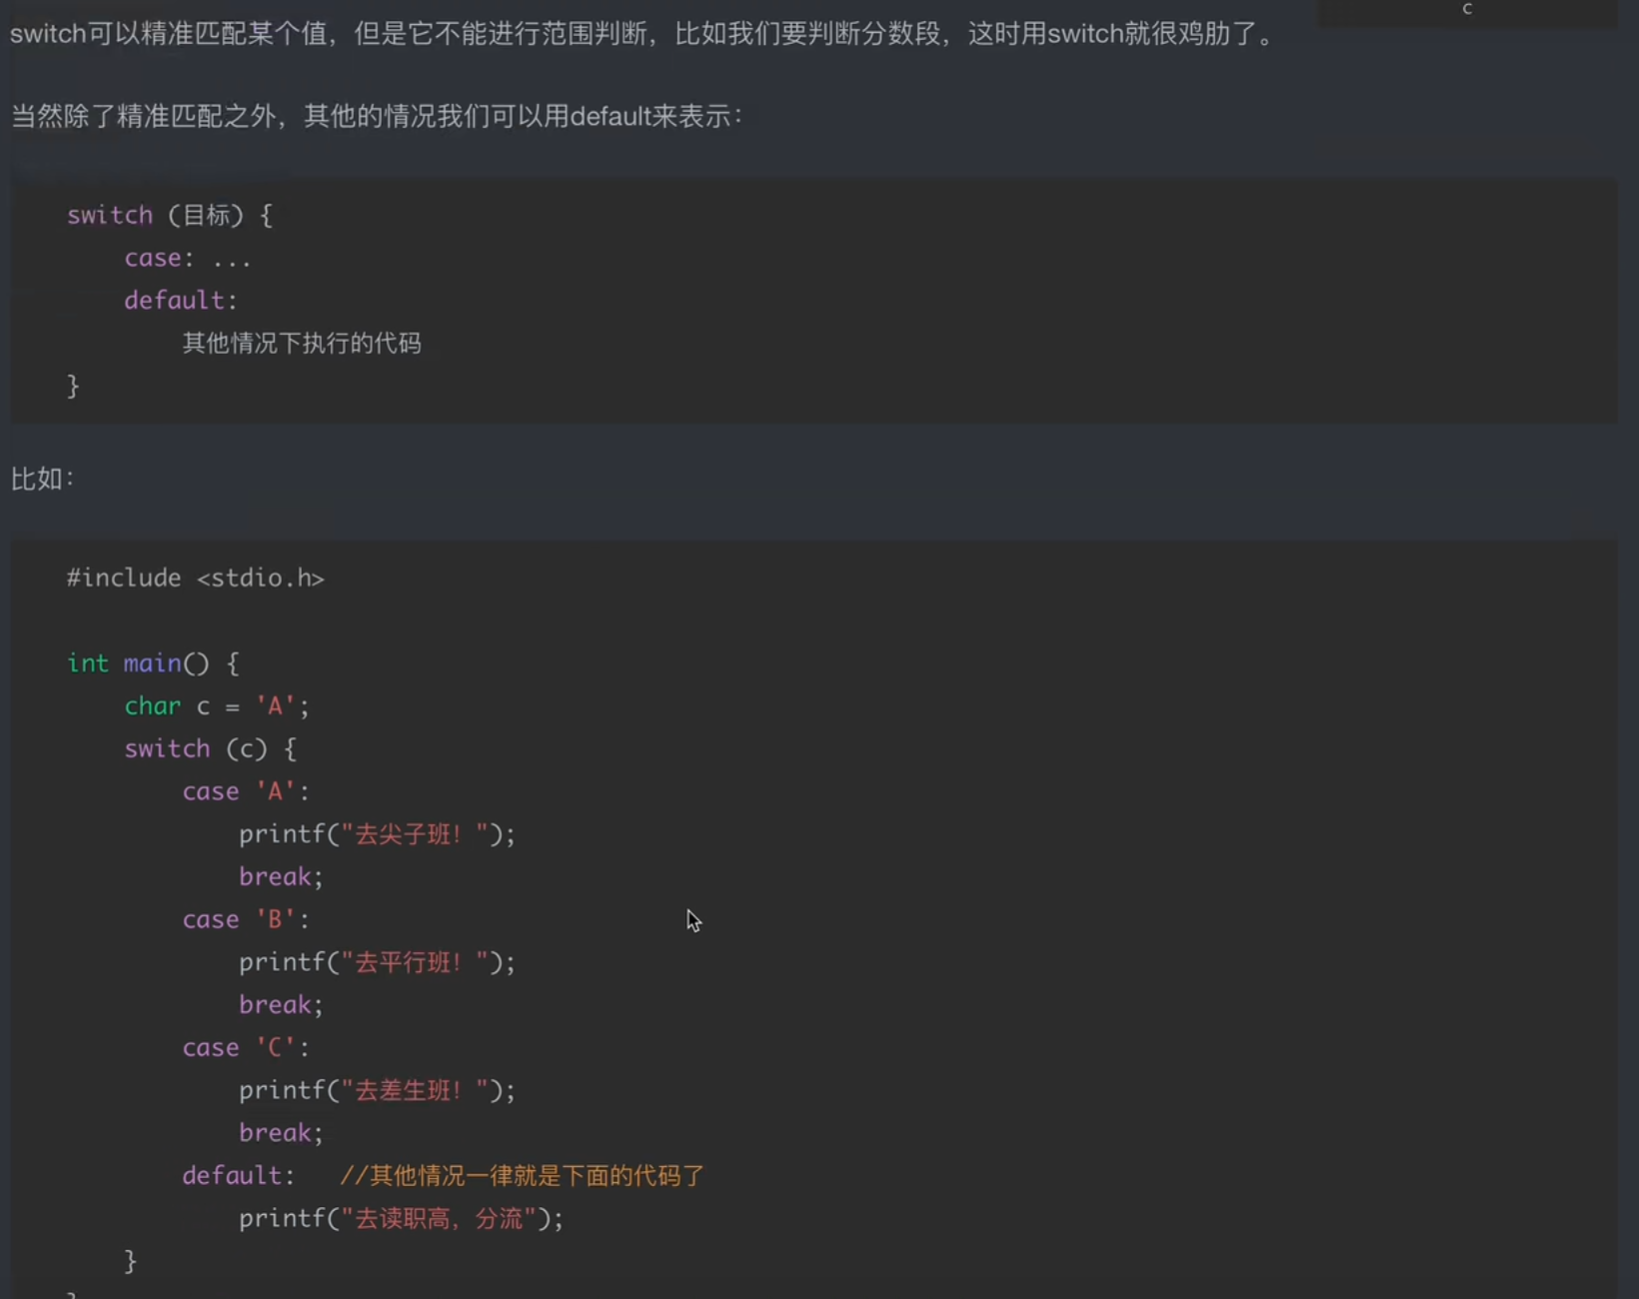 c
switch可以精准匹配某个值，但是它不能进行范围判断，比如我们要判断分数段，这时用switch就很鸡肋了。
当然除了精准匹配之外，其他的情况我们可以用default来表示：
switch (目标) {
    case: ...
    default:
        其他情况下执行的代码
}
比如：
#include <stdio.h>
int main() {
    char c = 'A';
    switch (c) {
        case 'A':
            printf("去尖子班！");
            break;
        case 'B':
            printf("去平行班！");
            break;
        case 'C':
            printf("去差生班！");
            break;
        default:   //其他情况一律就是下面的代码了
            printf("去读职高，分流");
    }
}